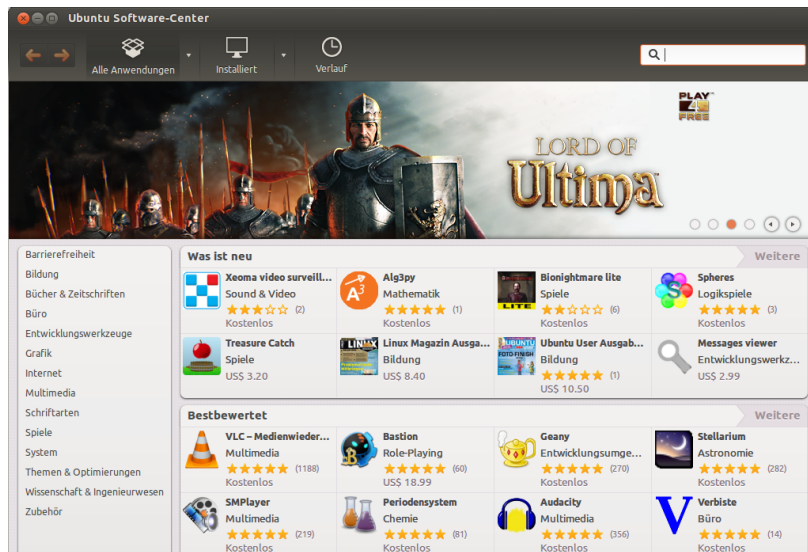 Ubuntu Software-Center
Alle Anwendungen
Installiert
Verlauf
PLAY
4
FREE
LORD OF
Ultima
Barrierefreiheit
Bildung
Bücher & Zeitschriften
Büro
Entwicklungswerkzeuge
Grafik
Internet
Multimedia
Schriftarten
Spiele
System
Themen & Optimierungen
Wissenschaft & Ingenieurwesen
Zubehör
Was ist neu
Weitere
Xeoma video surveill...
Sound & Video
(2)
Kostenlos
Alg3py
Mathematik
(1)
Kostenlos
LITE
Bionightmare lite
Spiele
(6)
Kostenlos
S
Spheres
Logikspiele
(3)
Kostenlos
Treasure Catch
Spiele
US$ 3.20
LINUX
Linux Magazin Ausga...
Bildung
US$ 8.40
UBUNTU
FOTO-FINISH
Ubuntu User Ausgab...
Bildung
(1)
US$ 10.50
Messages viewer
Entwicklungswerkz...
US$ 2.99
Bestbewertet
Weitere
VLC – Medienwieder...
Multimedia
(1188)
Kostenlos
B
Bastion
Role-Playing
(60)
US$ 18.99
Geany
Entwicklungsumge...
(270)
Kostenlos
Stellarium
Astronomie
(282)
Kostenlos
SMPlayer
Multimedia
(219)
Kostenlos
Periodensystem
Chemie
(81)
Kostenlos
Audacity
Multimedia
(356)
Kostenlos
V
Verbiste
Büro
(14)
Kostenlos